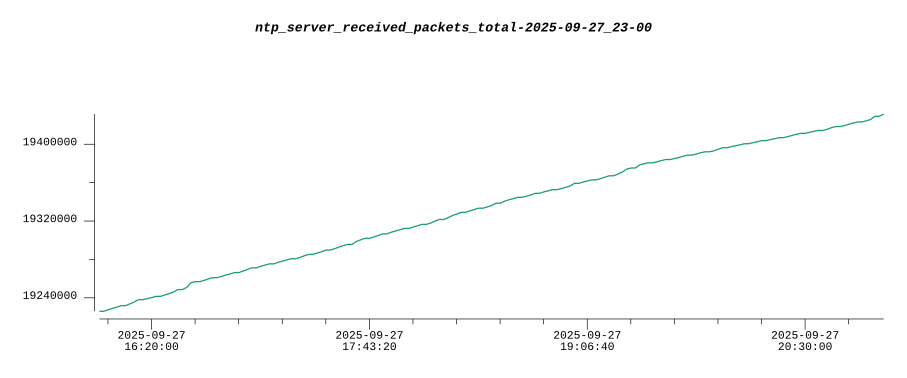 ntp_server_received_packets_total-2025-09-27_23-00
19400000
19320000
19240000
2025-09-27 2025-09-27 2025-09-27 2025-09-27
16:20:00 17:43:20 19:06:40 20:30:00